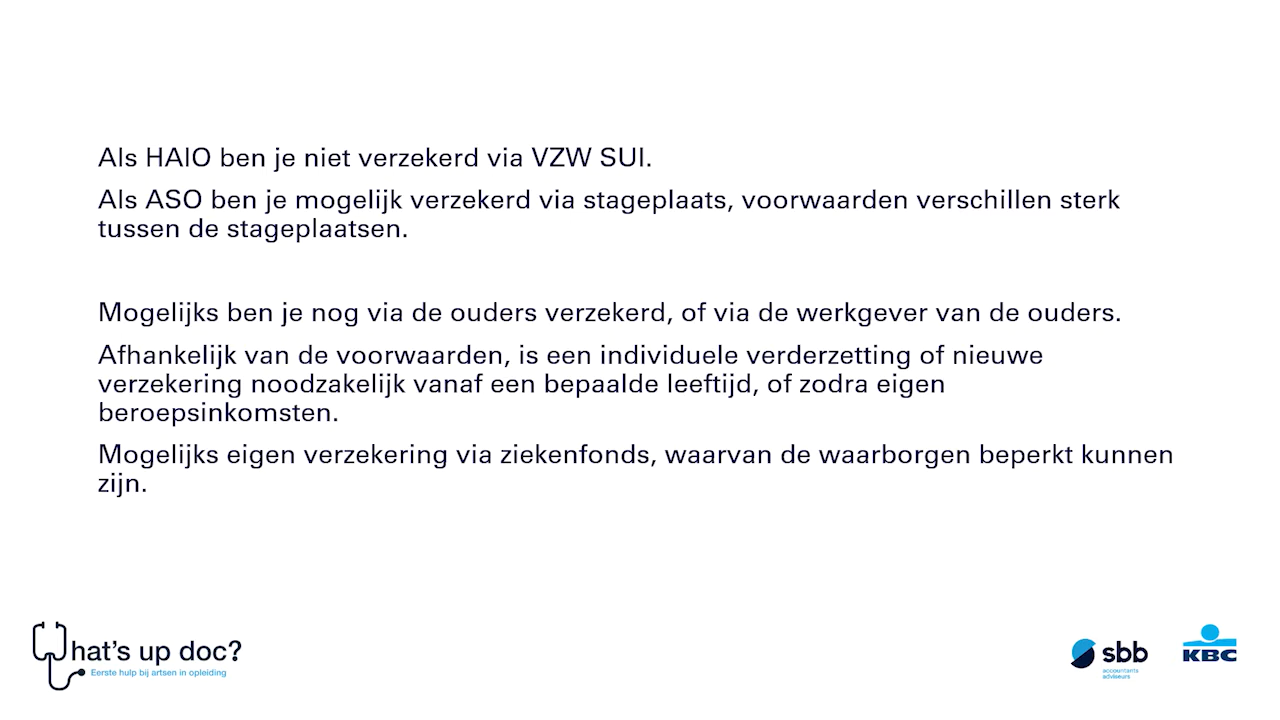 Als HAIO ben je niet verzekerd via VZW SUI.
Als ASO ben je mogelijk verzekerd via stageplaats, voorwaarden verschillen sterk
tussen de stageplaatsen.
Mogelijks ben je nog via de ouders verzekerd, of via de werkgever van de ouders.
Afhankelijk van de voorwaarden, is een individuele verderzetting of nieuwe
verzekering noodzakelijk vanaf een bepaalde leeftijd, of zodra eigen
beroepsinkomsten.
Mogelijks eigen verzekering via ziekenfonds, waarvan de waarborgen beperkt kunnen
zijn.
What's up doc?
Eerste hulp bij artsen in opleiding
sbb
accountants
adviseurs
KBC